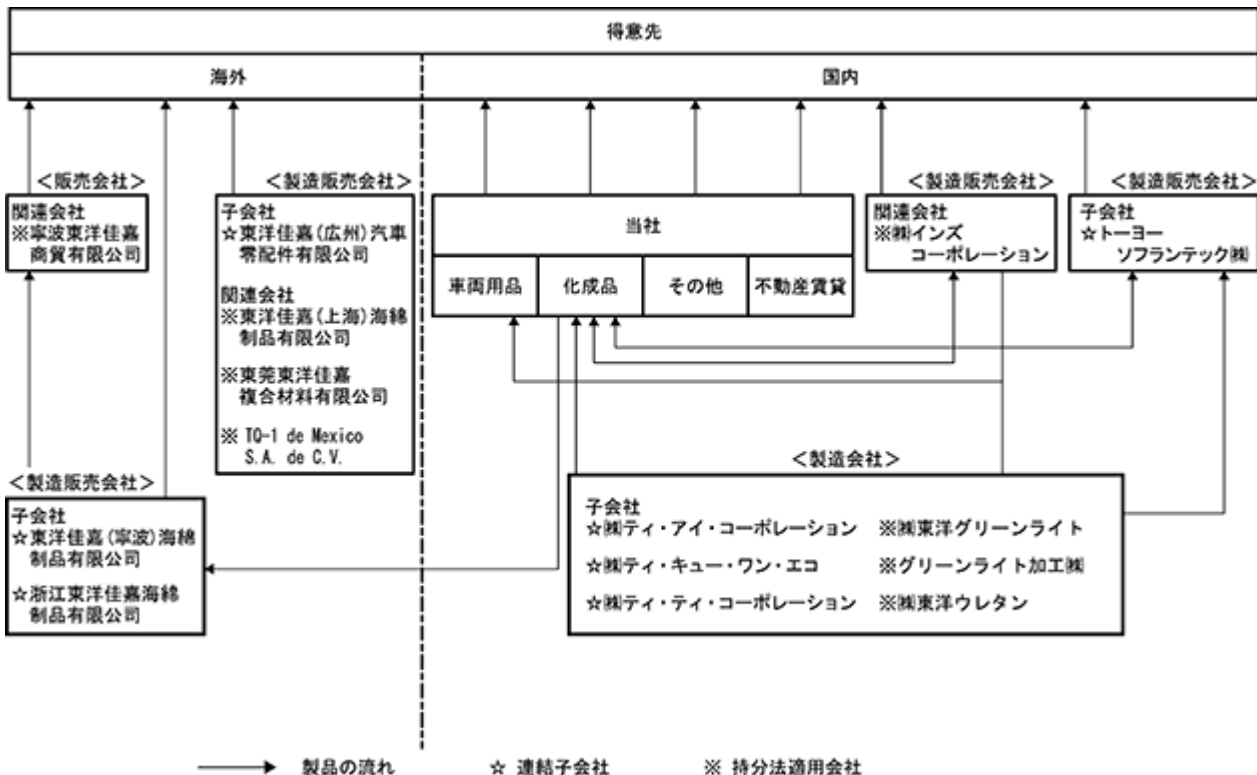 得意先
海外
国内
＜販売会社＞
関連会社
※寧波東洋佳嘉
商貿有限公司
＜製造販売会社＞
子会社
☆東洋佳嘉(広州)汽車
零配件有限公司
関連会社
※東洋佳嘉(上海)海綿
制品有限公司
※東莞東洋佳嘉
複合材料有限公司
※ TQ-1 de Mexico
S.A. de C.V.
＜製造販売会社＞
子会社
☆東洋佳嘉(寧波)海綿
制品有限公司
☆浙江東洋佳嘉海綿
制品有限公司
当社
車両用品
化成品
その他
不動産賃貸
＜製造販売会社＞
関連会社
※㈱インズ
コーポレーション
＜製造販売会社＞
子会社
☆トーヨー
ソフランテック㈱
＜製造会社＞
子会社
☆㈱ティ・アイ・コーポレーション ※㈱東洋グリーンライト
☆㈱ティ・キュー・ワン・エコ ※グリーンライト加工㈱
☆㈱ティ・ティ・コーポレーション ※㈱東洋ウレタン
製品の流れ ☆ 連結子会社 ※ 持分法適用会社